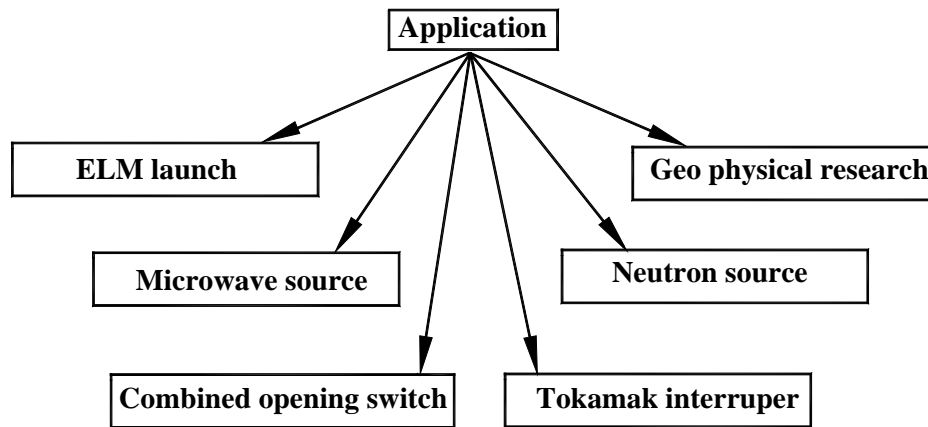 Application
ELM launch
Geo physical research
Microwave source
Neutron source
Combined opening switch
Tokamak interruper